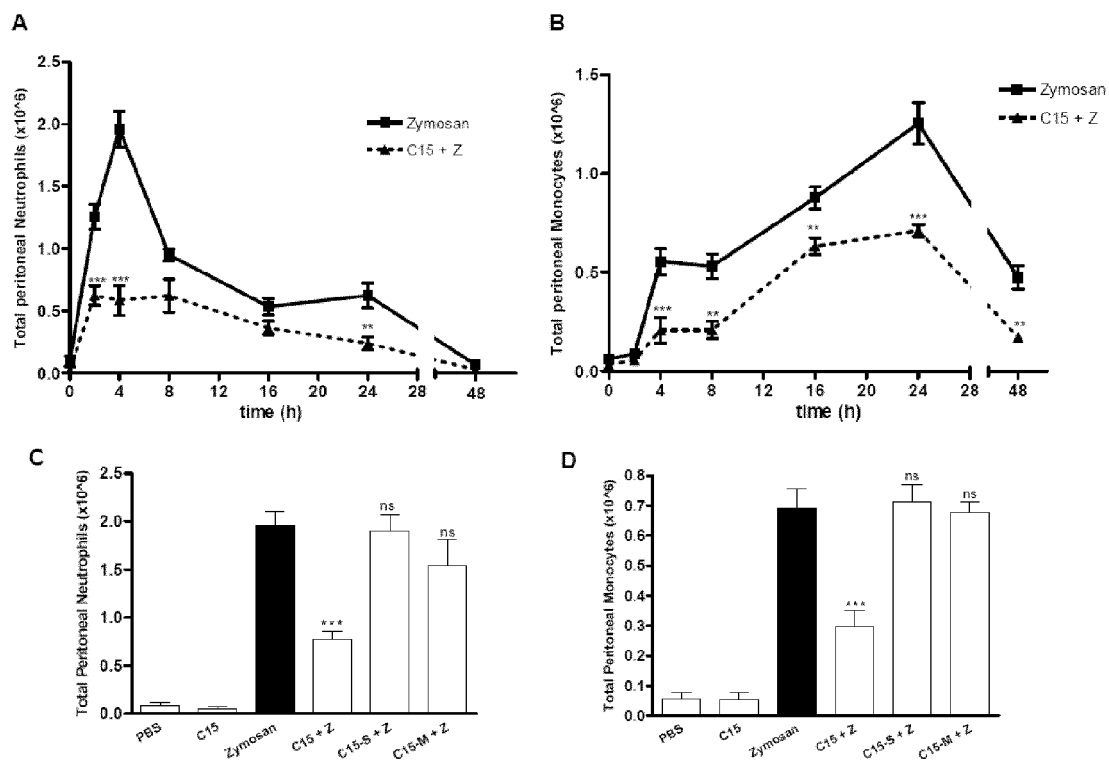 A
Total peritoneal Neutrophils (x10^6)
2.5
2.0
1.5
1.0
0.5
0.0
0 4 8 12 16 20 24 28 48
time (h)
Zymosan
C15 + Z
*** ***
**
B
Total peritoneal Monocytes (x10^6)
1.5
1.0
0.5
0.0
0 4 8 12 16 20 24 28 48
time (h)
Zymosan
C15 + Z
***
**
**
***
**
C
Total Peritoneal Neutrophils (x10^6)
2.5
2.0
1.5
1.0
0.5
0.0
***
ns
ns
PBS C15 Zymosan C15 + Z C15-S + Z C15-M + Z
D
Total Peritoneal Monocytes (x10^6)
0.8
0.7
0.6
0.5
0.4
0.3
0.2
0.1
0.0
***
ns
ns
PBS C15 Zymosan C15 + Z C15-S + Z C15-M + Z